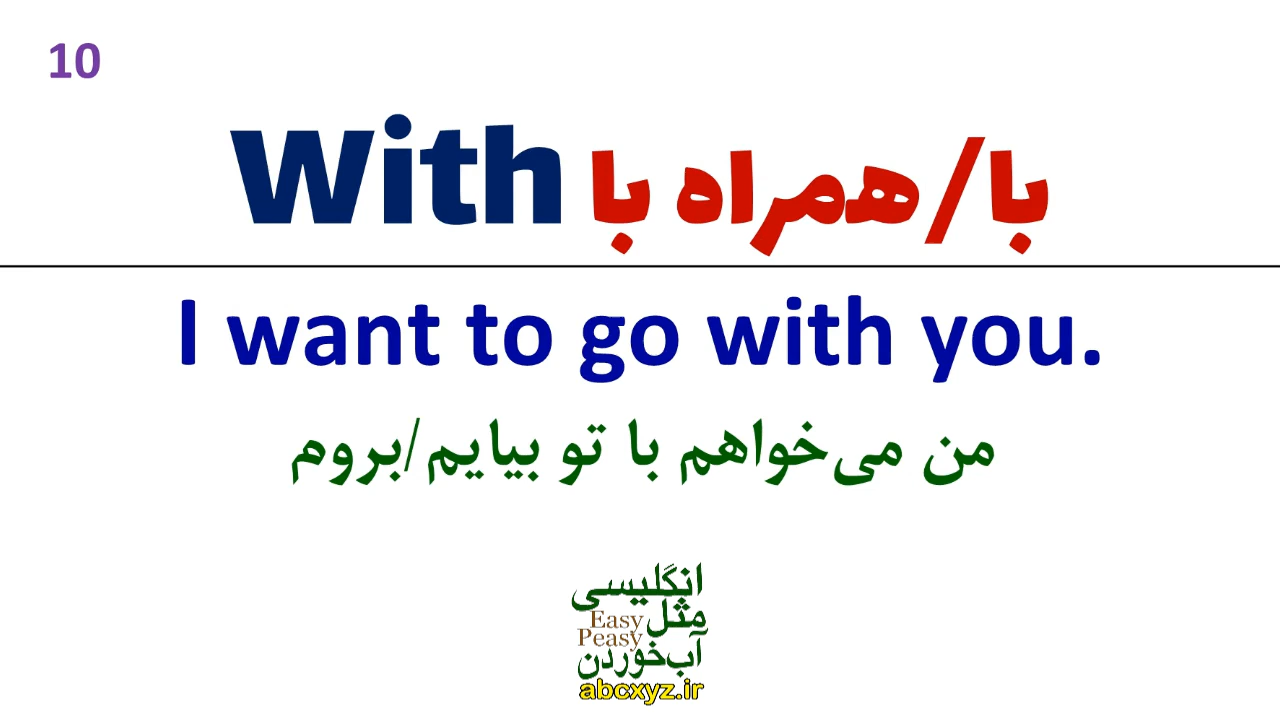 10
With با/همراه با
I want to go with you.
من می‌خواهم با تو بیایم/بروم
انگلیسی
مثل
Easy
Peasy
آب‌خوردن
abcxyz.ir